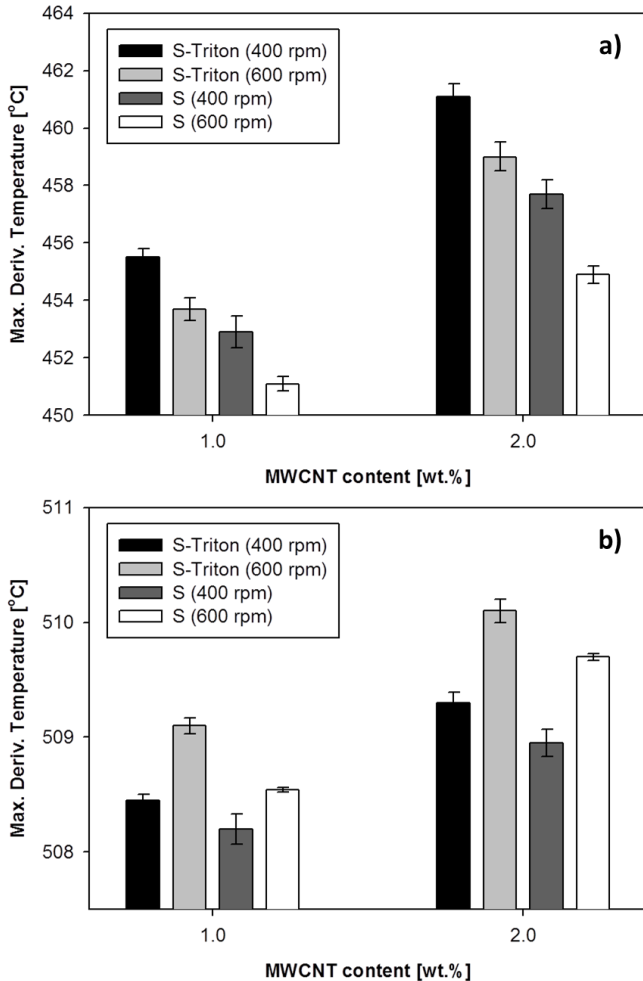 a)
S-Triton (400 rpm)
S-Triton (600 rpm)
S (400 rpm)
S (600 rpm)
Max. Deriv. Temperature [°C]
464
462
460
458
456
454
452
450
1.0
2.0
MWCNT content [wt.%]
b)
S-Triton (400 rpm)
S-Triton (600 rpm)
S (400 rpm)
S (600 rpm)
Max. Deriv. Temperature [°C]
511
510
509
508
1.0
2.0
MWCNT content [wt.%]